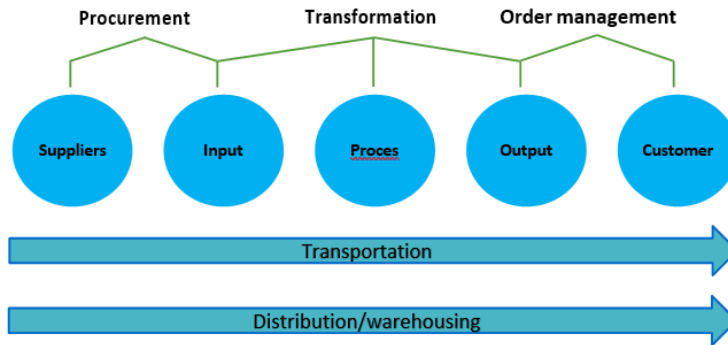 Procurement
Transformation
Order management
Suppliers
Input
Proces
Output
Customer
Transportation
Distribution/warehousing